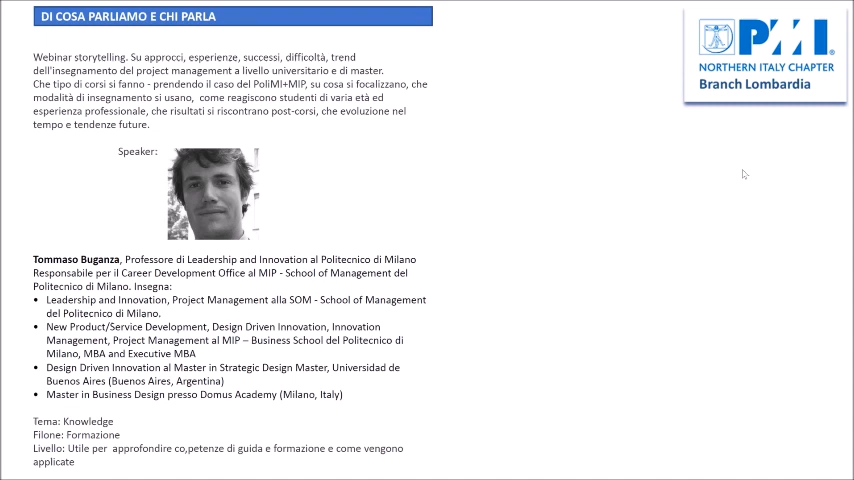 DI COSA PARLIAMO E CHI PARLA
PMI
NORTHERN ITALY CHAPTER
Branch Lombardia
Webinar storytelling. Su approcci, esperienze, successi, difficoltà, trend
dell'insegnamento del project management a livello universitario e di master.
Che tipo di corsi si fanno - prendendo il caso del PoliMI+MIP, su cosa si focalizzano, che
modalità di insegnamento si usano, come reagiscono studenti di varia età ed
esperienza professionale, che risultati si riscontrano post-corsi, che evoluzione nel
tempo e tendenze future.
Speaker:
Tommaso Buganza, Professore di Leadership and Innovation al Politecnico di Milano
Responsabile per il Career Development Office al MIP - School of Management del
Politecnico di Milano. Insegna:
• Leadership and Innovation, Project Management alla SOM - School of Management
del Politecnico di Milano.
• New Product/Service Development, Design Driven Innovation, Innovation
Management, Project Management al MIP – Business School del Politecnico di
Milano, MBA and Executive MBA
• Design Driven Innovation al Master in Strategic Design Master, Universidad de
Buenos Aires (Buenos Aires, Argentina)
• Master in Business Design presso Domus Academy (Milano, Italy)
Tema: Knowledge
Filone: Formazione
Livello: Utile per approfondire co,petenze di guida e formazione e come vengono
applicate